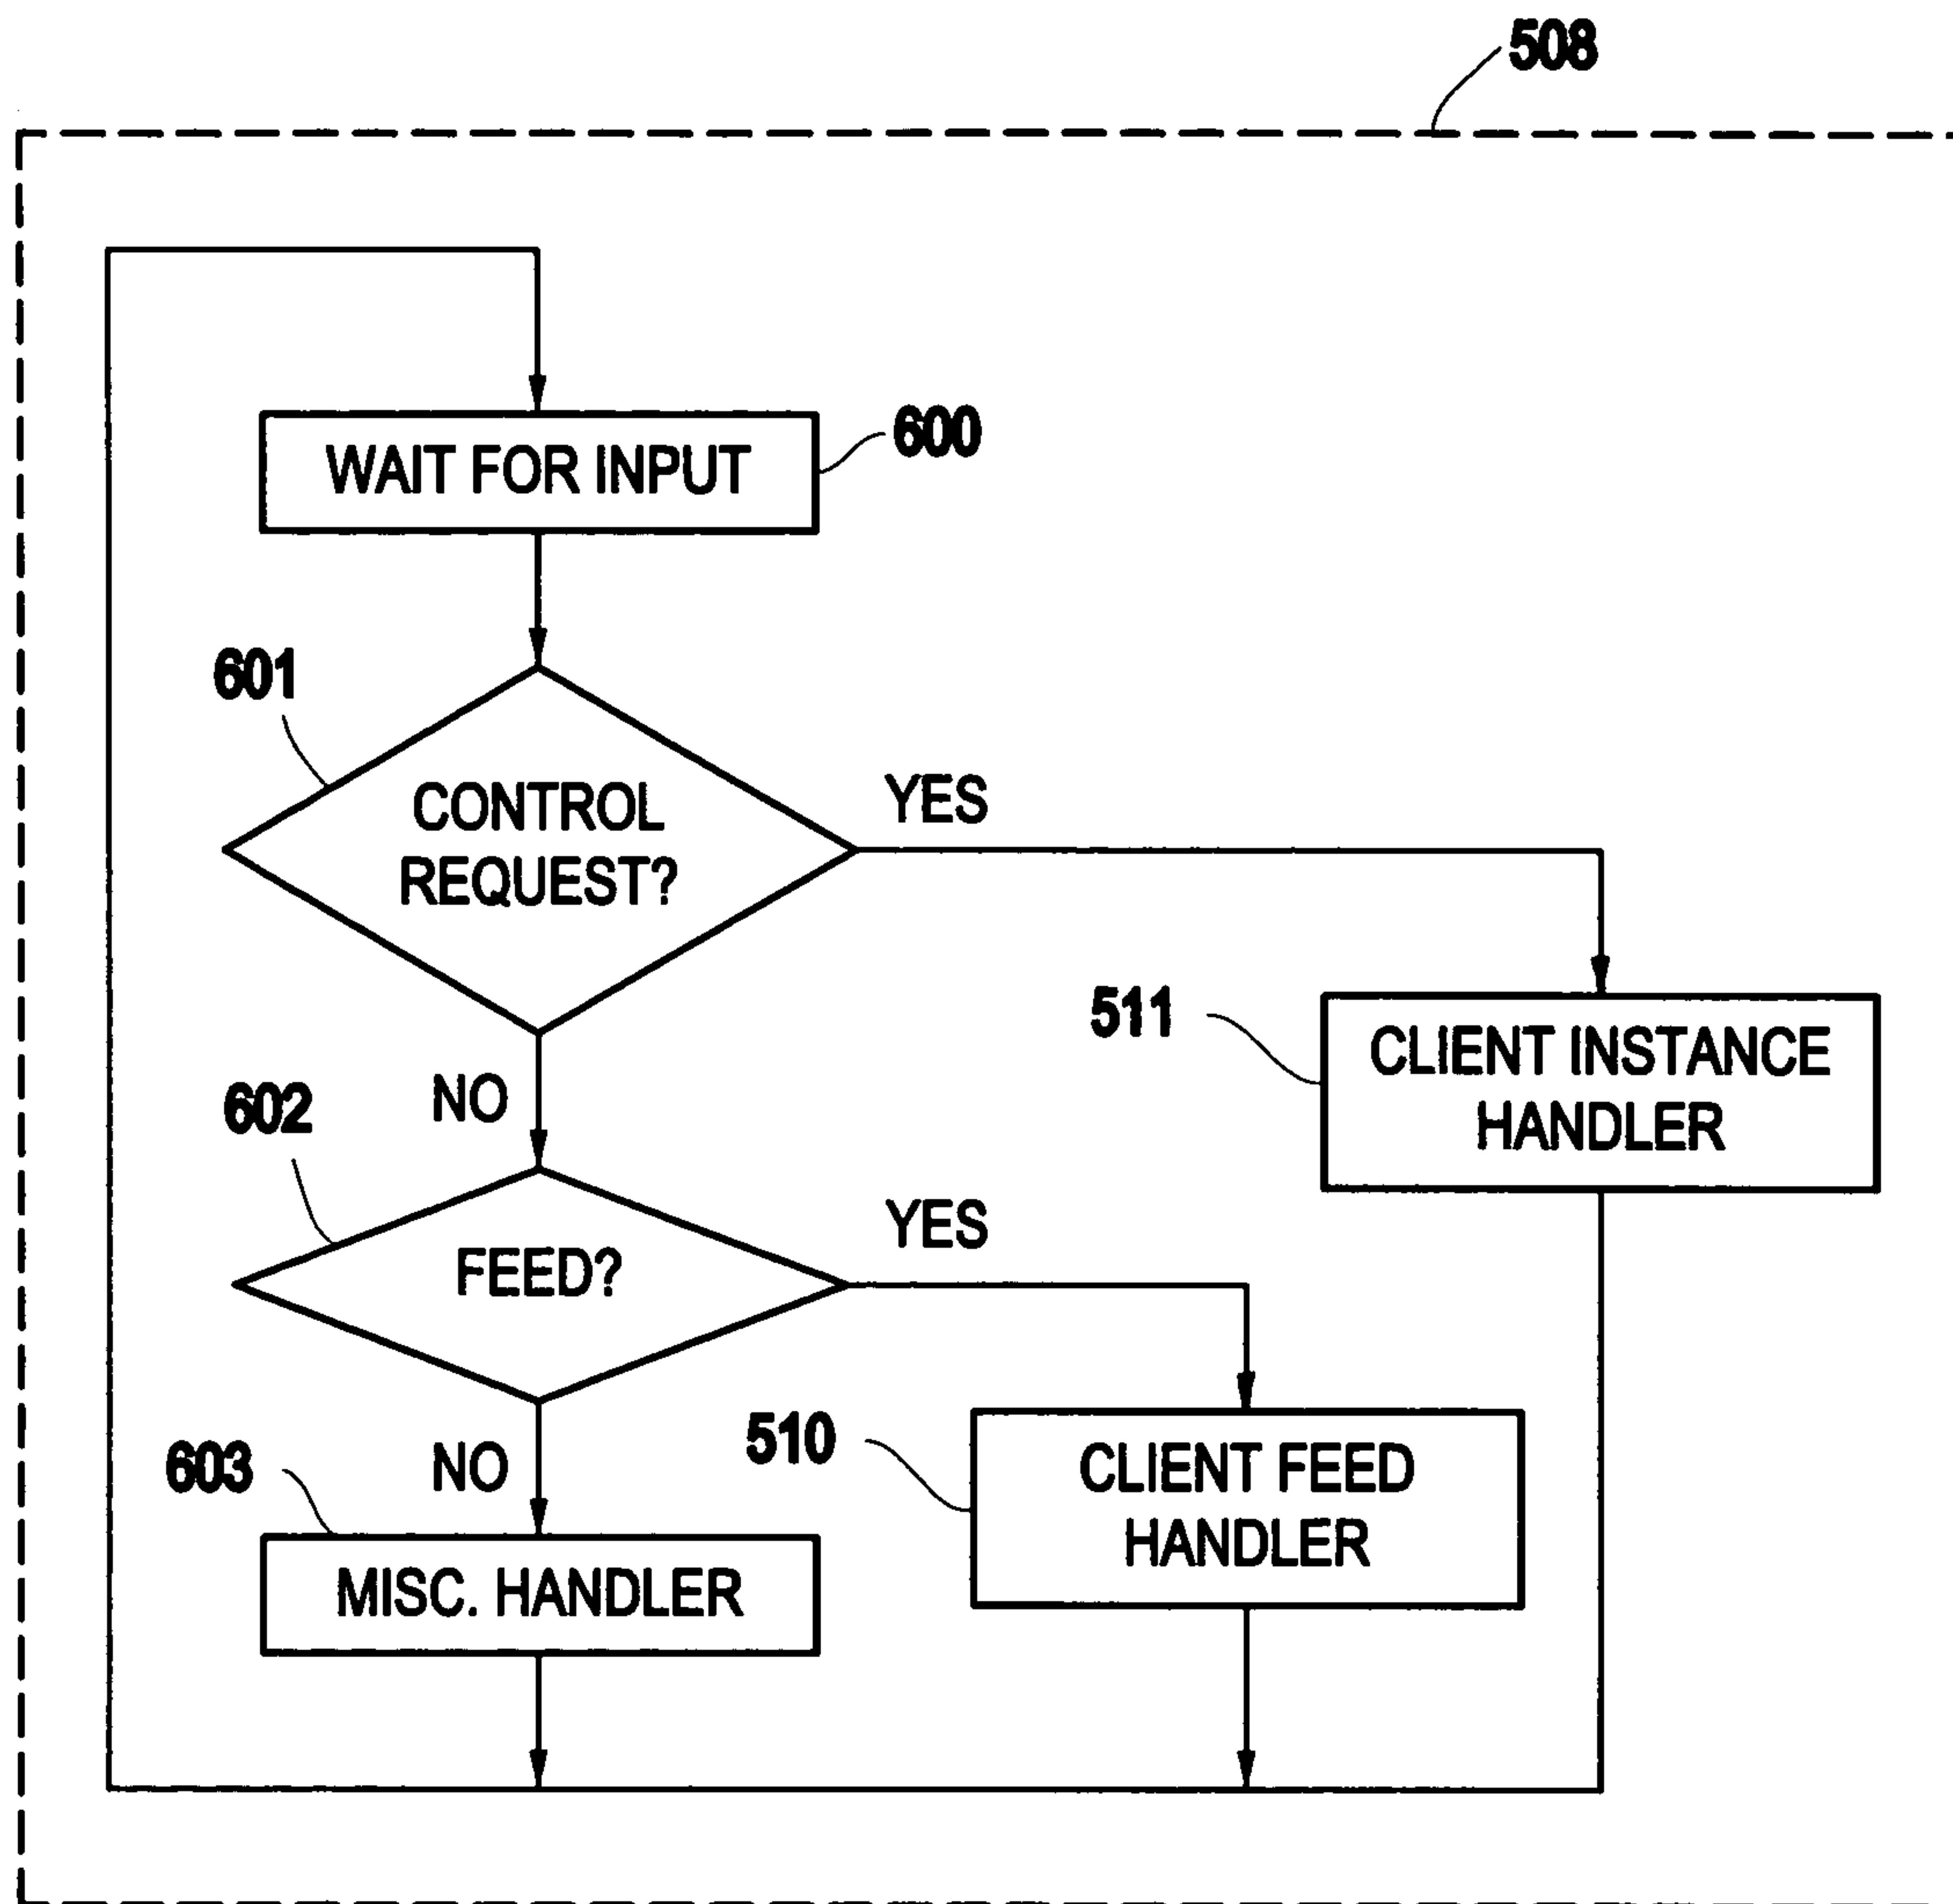 508
WAIT FOR INPUT
600
601
CONTROL
REQUEST?
YES
511
CLIENT INSTANCE
HANDLER
NO
602
FEED?
YES
510
CLIENT FEED
HANDLER
NO
603
MISC. HANDLER